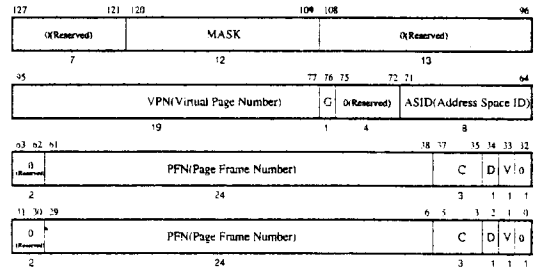 127 121 120 109 108 96
0(Reserved) MASK 0(Reserved)
7 12 13
95 77 76 75 72 71 64
VPN(Virtual Page Number) G 0(Reserved) ASID(Address Space ID)
19 1 4 8
63 62 61 38 37 35 34 33 32
0 PFN(Page Frame Number) C D V 0
(Reserved)
2 24 3 1 1 1
31 30 29 6 5 3 2 1 0
0 PFN(Page Frame Number) C D V 0
(Reserved)
2 24 3 1 1 1